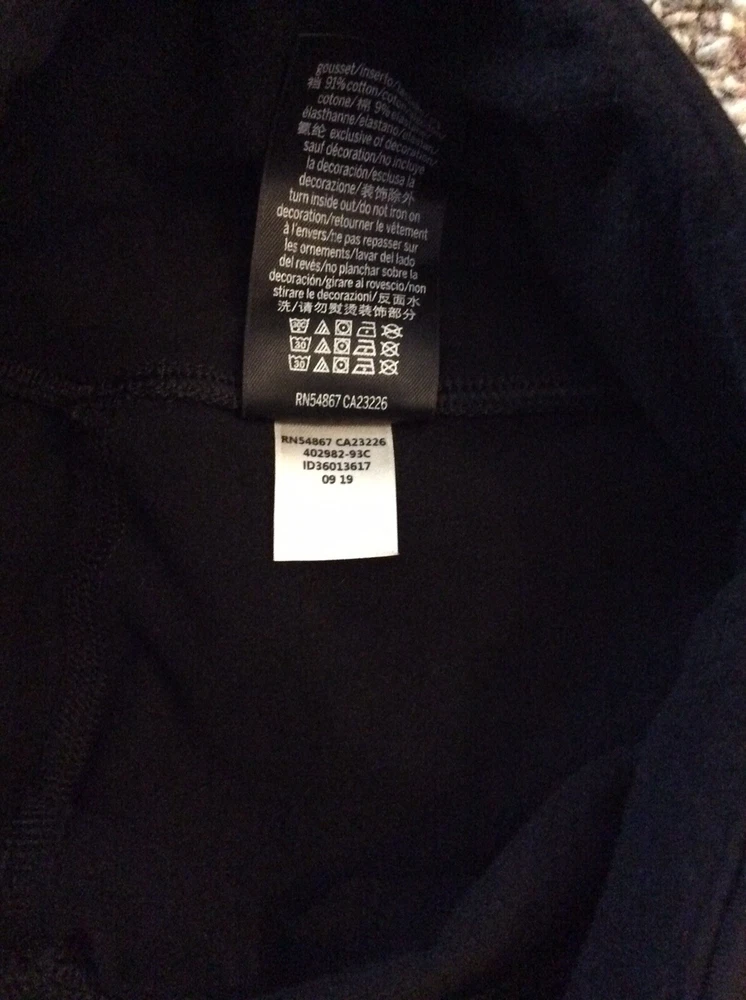 gousset/inserto/
裆 91% cotton/
cotone/棉 9%
élasthanne/elastano/
氨纶 exclusive of decoration/
sauf décoration/no incluye
la decoración/esclusa la
decorazione/装饰除外
turn inside out/do not iron on
decoration/retourner le vêtement
à l'envers/ne pas repasser sur
les ornements/lavar del lado
del revés/no planchar sobre la
decoración/girare al rovescio/non
stirare le decorazioni/反面水
洗/请勿熨烫装饰部分
30
30
RN54867 CA23226
RN54867 CA23226
402982-93C
ID36013617
09 19